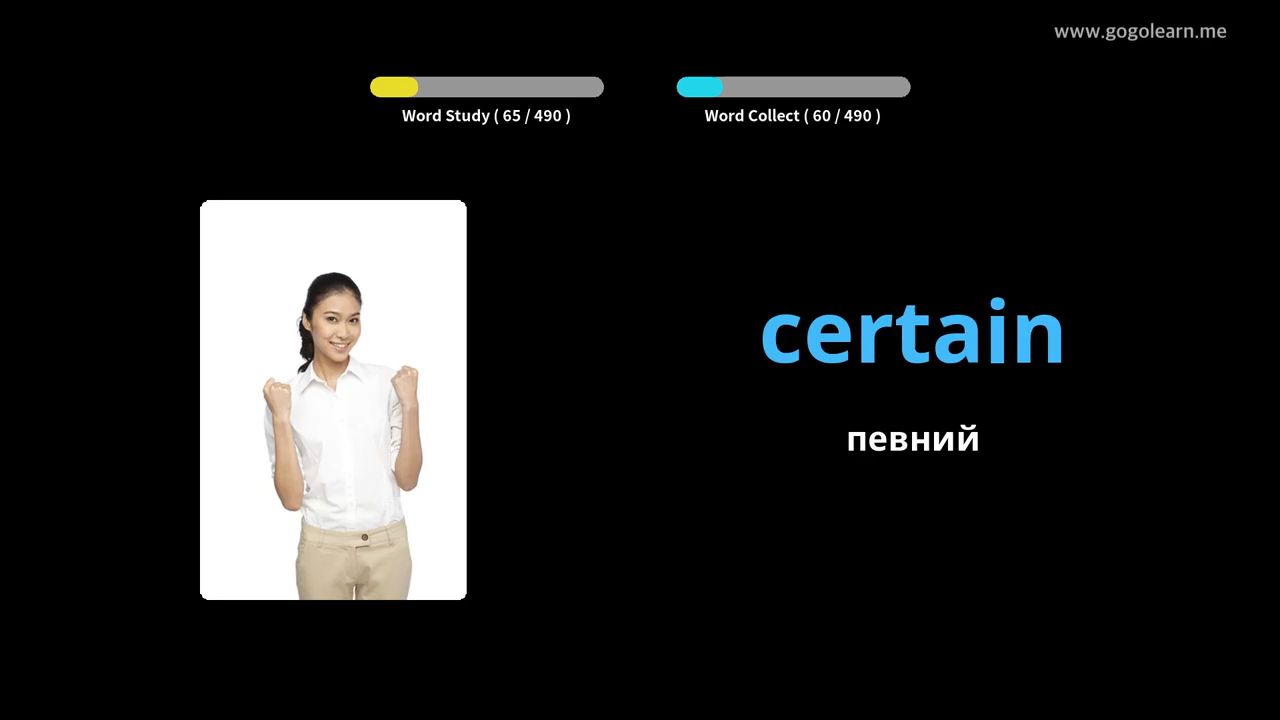 www.gogolearn.me
Word Study ( 65 / 490 )
Word Collect ( 60 / 490 )
certain
певний